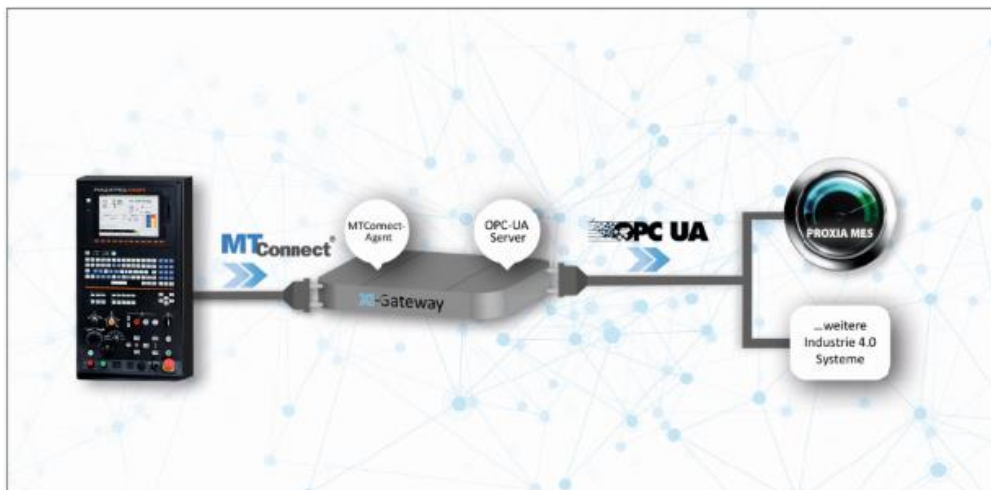 MTConnect®
MTConnect-
Agent
OPC-UA
Server
-Gateway
OPC UA
PROXIA MES
...weitere
Industrie 4.0
Systeme